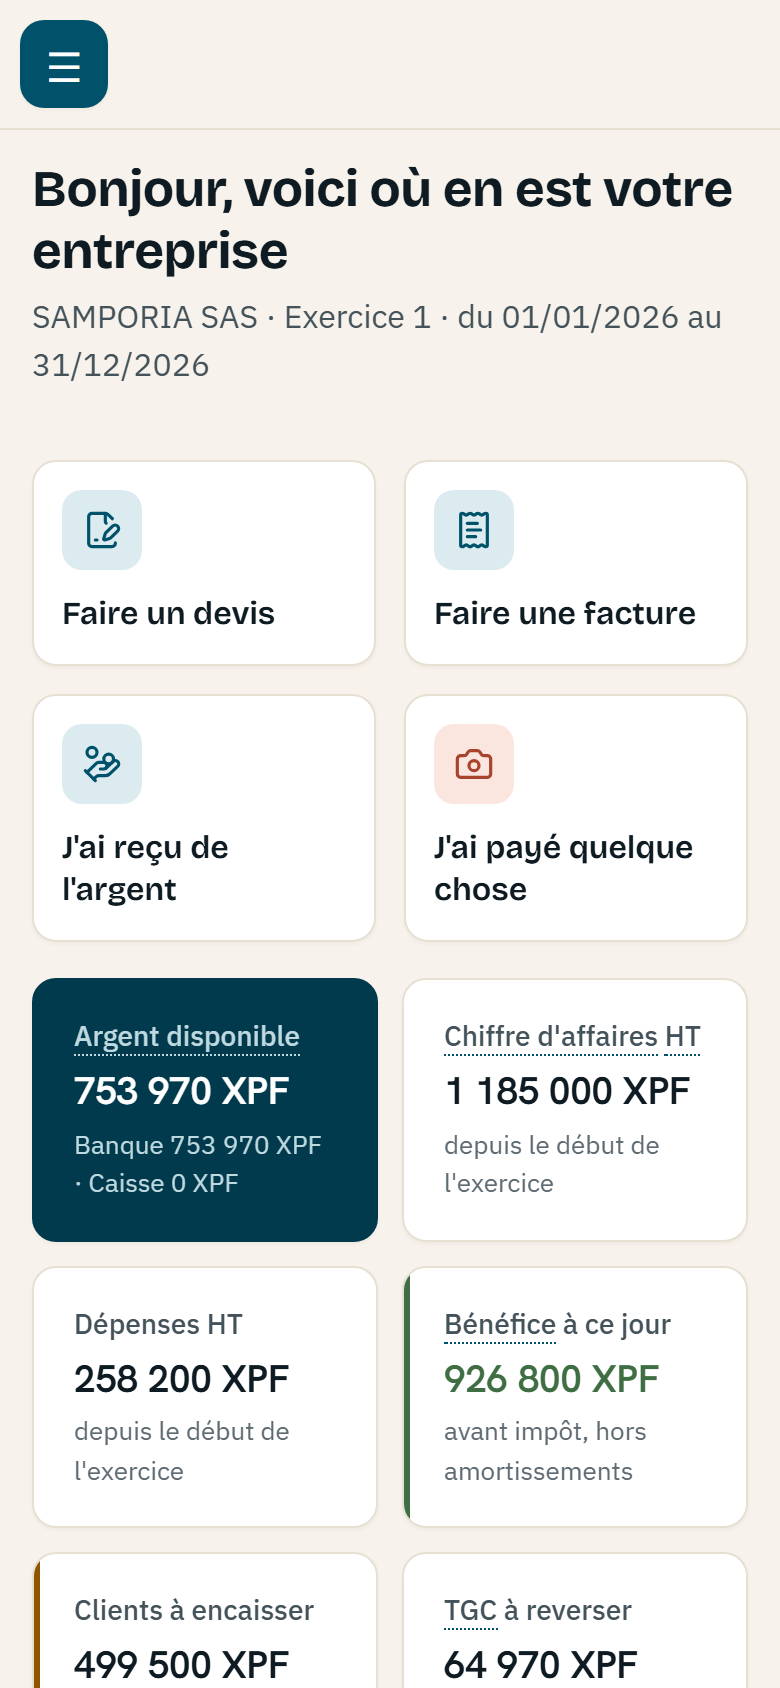 Bonjour, voici où en est votre
entreprise
SAMPORIA SAS · Exercice 1 · du 01/01/2026 au
31/12/2026
Faire un devis
Faire une facture
J'ai reçu de
l'argent
J'ai payé quelque
chose
Argent disponible
753 970 XPF
Banque 753 970 XPF
· Caisse 0 XPF
Chiffre d'affaires HT
1 185 000 XPF
depuis le début de
l'exercice
Dépenses HT
258 200 XPF
depuis le début de
l'exercice
Bénéfice à ce jour
926 800 XPF
avant impôt, hors
amortissements
Clients à encaisser
499 500 XPF
TGC à reverser
64 970 XPF